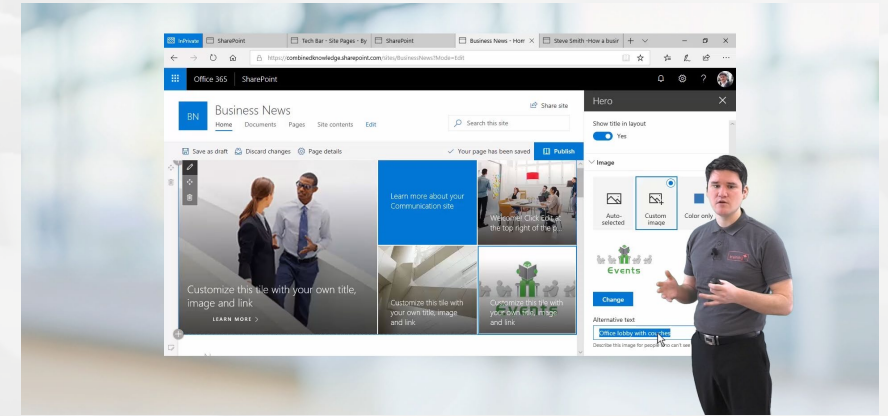 InPrivate
SharePoint
Tech Bar - Site Pages - By
SharePoint
Business News - Hom
Steve Smith -How a busin
https://combinedknowledge.sharepoint.com/sites/BusinessNews?Mode=Edit
Office 365
SharePoint
?
BN
Business News
Share site
Home
Documents
Pages
Site contents
Edit
Search this site
Save as draft
Discard changes
Page details
Your page has been saved
Publish
Customize this tile with your own title,
image and link
LEARN MORE >
Learn more about your
Communication site
Welcome! Click Edit at
the top right of the p...
Customize this tile with
your own title, image
and link
Customize this tile with
your own title, image
and link
Hero
Show title in layout
Yes
Image
Auto-
selected
Custom
image
Color only
Events
Change
Alternative text
Office lobby with couches
Describe this image for people who can't see